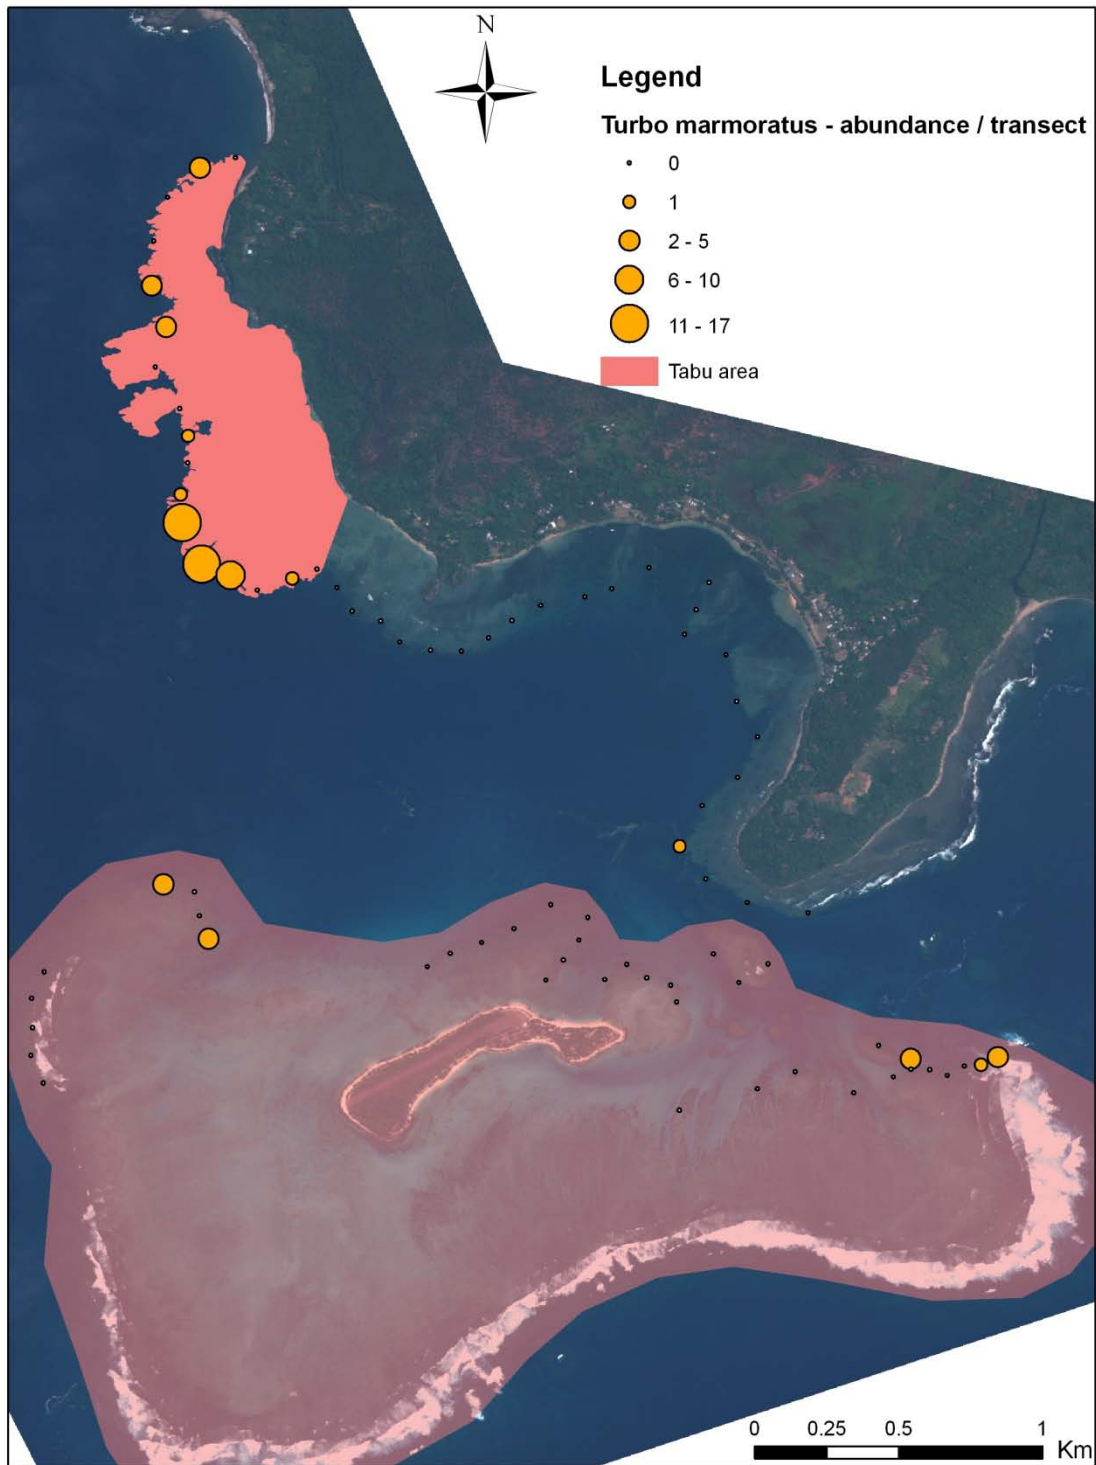 N
Legend
Turbo marmoratus - abundance / transect
0
1
2 - 5
6 - 10
11 - 17
Tabu area
0 0.25 0.5 1
Km